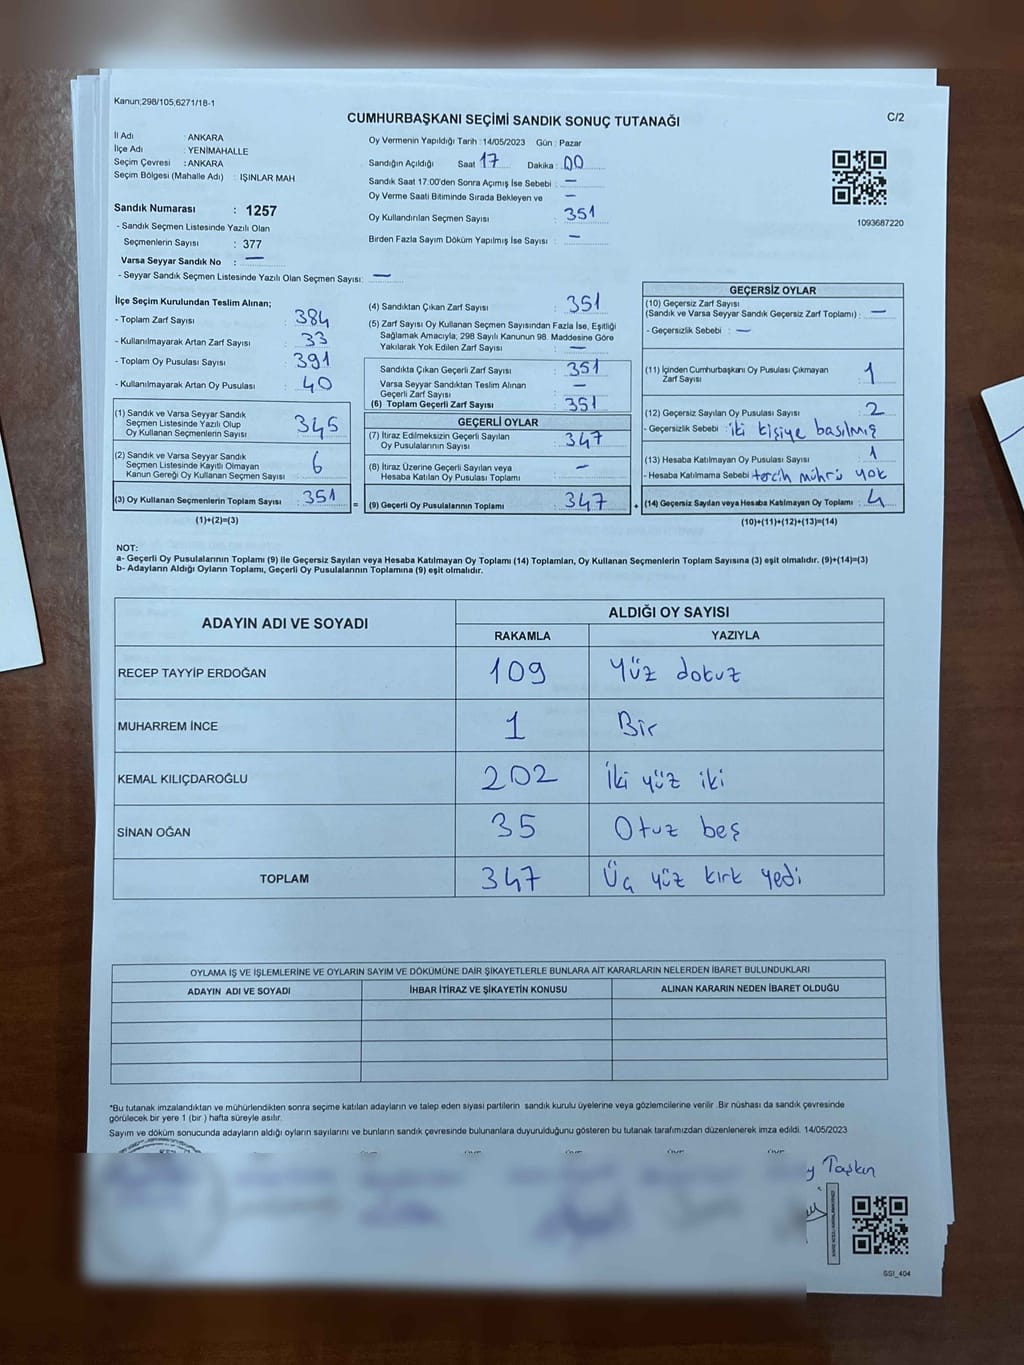 Kanun;298/105,6271/18-1
CUMHURBAŞKANI SEÇİMİ SANDIK SONUÇ TUTANAĞI
C/2
İl Adı : ANKARA
İlçe Adı : YENİMAHALLE
Seçim Çevresi : ANKARA
Seçim Bölgesi (Mahalle Adı) : IŞINLAR MAH
Oy Vermenin Yapıldığı Tarih : 14/05/2023 Gün : Pazar
Sandığın Açıldığı Saat 17 Dakika : 00
Sandık Saat 17:00'den Sonra Açımış İse Sebebi : —
Oy Verme Saati Bitiminde Sırada Bekleyen ve —
Oy Kullandırılan Seçmen Sayısı : 351
Birden Fazla Sayım Döküm Yapılmış İse Sayısı : —
1093687220
Sandık Numarası : 1257
- Sandık Seçmen Listesinde Yazılı Olan
Seçmenlerin Sayısı : 377
Varsa Seyyar Sandık No : —
- Seyyar Sandık Seçmen Listesinde Yazılı Olan Seçmen Sayısı: —
İlçe Seçim Kurulundan Teslim Alınan;
- Toplam Zarf Sayısı : 384
- Kullanılmayarak Artan Zarf Sayısı : 33
- Toplam Oy Pusulası Sayısı : 391
- Kullanılmayarak Artan Oy Pusulası : 40
(1) Sandık ve Varsa Seyyar Sandık
Seçmen Listesinde Yazılı Olup
Oy Kullanan Seçmenlerin Sayısı : 345
(2) Sandık ve Varsa Seyyar Sandık
Seçmen Listesinde Kayıtlı Olmayan
Kanun Gereği Oy Kullanan Seçmen Sayısı : 6
(3) Oy Kullanan Seçmenlerin Toplam Sayısı : 351
(1)+(2)=(3)
(4) Sandıktan Çıkan Zarf Sayısı : 351
(5) Zarf Sayısı Oy Kullanan Seçmen Sayısından Fazla İse, Eşitliği
Sağlamak Amacıyla; 298 Sayılı Kanunun 98. Maddesine Göre
Yakılarak Yok Edilen Zarf Sayısı : —
Sandıkta Çıkan Geçerli Zarf Sayısı : 351
Varsa Seyyar Sandıktan Teslim Alınan
Geçerli Zarf Sayısı : —
(6) Toplam Geçerli Zarf Sayısı : 351
GEÇERLİ OYLAR
(7) İtiraz Edilmeksizin Geçerli Sayılan
Oy Pusulalarının Sayısı : 347
(8) İtiraz Üzerine Geçerli Sayılan veya
Hesaba Katılan Oy Pusulası Toplamı : —
= (9) Geçerli Oy Pusulalarının Toplamı : 347
GEÇERSİZ OYLAR
(10) Geçersiz Zarf Sayısı
(Sandık ve Varsa Seyyar Sandık Geçersiz Zarf Toplamı) : —
- Geçersizlik Sebebi : —
(11) İçinden Cumhurbaşkanı Oy Pusulası Çıkmayan
Zarf Sayısı : 1
(12) Geçersiz Sayılan Oy Pusulası Sayısı : 2
- Geçersizlik Sebebi : iki kişiye basılmış
(13) Hesaba Katılmayan Oy Pusulası Sayısı : 1
- Hesaba Katılmama Sebebi : tercih mührü yok
+ (14) Geçersiz Sayılan veya Hesaba Katılmayan Oy Toplamı : 4
(10)+(11)+(12)+(13)=(14)
NOT:
a- Geçerli Oy Pusulalarının Toplamı (9) ile Geçersiz Sayılan veya Hesaba Katılmayan Oy Toplamı (14) Toplamları, Oy Kullanan Seçmenlerin Toplam Sayısına (3) eşit olmalıdır. (9)+(14)=(3)
b- Adayların Aldığı Oyların Toplamı, Geçerli Oy Pusulalarının Toplamına (9) eşit olmalıdır.
ADAYIN ADI VE SOYADI
ALDIĞI OY SAYISI
RAKAMLA YAZIYLA
RECEP TAYYİP ERDOĞAN 109 Yüz dokuz
MUHARREM İNCE 1 Bir
KEMAL KILIÇDAROĞLU 202 İki yüz iki
SİNAN OĞAN 35 Otuz beş
TOPLAM 347 Üç yüz kırk yedi
OYLAMA İŞ VE İŞLEMLERİNE VE OYLARIN SAYIM VE DÖKÜMÜNE DAİR ŞİKAYETLERLE BUNLARA AİT KARARLARIN NELERDEN İBARET BULUNDUKLARI
ADAYIN ADI VE SOYADI İHBAR İTİRAZ VE ŞİKAYETİN KONUSU ALINAN KARARIN NEDEN İBARET OLDUĞU
*Bu tutanak imzalandıktan ve mühürlendikten sonra seçime katılan adayların ve talep eden siyasi partilerin sandık kurulu üyelerine veya gözlemcilerine verilir .Bir nüshası da sandık çevresinde
görülecek bir yere 1 (bir ) hafta süreyle asılır.
Sayım ve döküm sonucunda adayların aldığı oyların sayılarını ve bunların sandık çevresinde bulunanlara duyurulduğunu gösteren bu tutanak tarafımızdan düzenlenerek imza edildi. 14/05/2023
y Taşkın
SSI_404